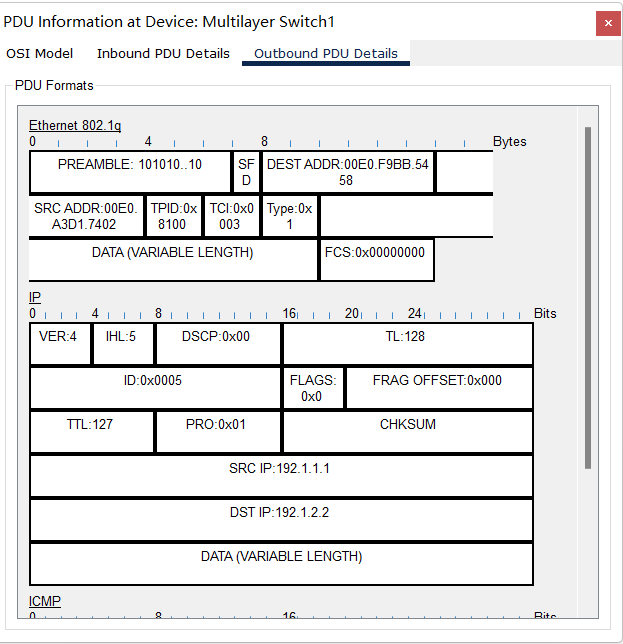 PDU Information at Device: Multilayer Switch1
×
OSI Model Inbound PDU Details Outbound PDU Details
PDU Formats
Ethernet 802.1q
0 4 8 Bytes
PREAMBLE: 101010..10
SF
D
DEST ADDR:00E0.F9BB.54
58
SRC ADDR:00E0.
A3D1.7402
TPID:0x
8100
TCI:0x0
003
Type:0x
1
DATA (VARIABLE LENGTH)
FCS:0x00000000
IP
0 4 8 16 20 24 Bits
VER:4 IHL:5 DSCP:0x00 TL:128
ID:0x0005
FLAGS:
0x0
FRAG OFFSET:0x000
TTL:127 PRO:0x01 CHKSUM
SRC IP:192.1.1.1
DST IP:192.1.2.2
DATA (VARIABLE LENGTH)
ICMP
0 8 16 Bits